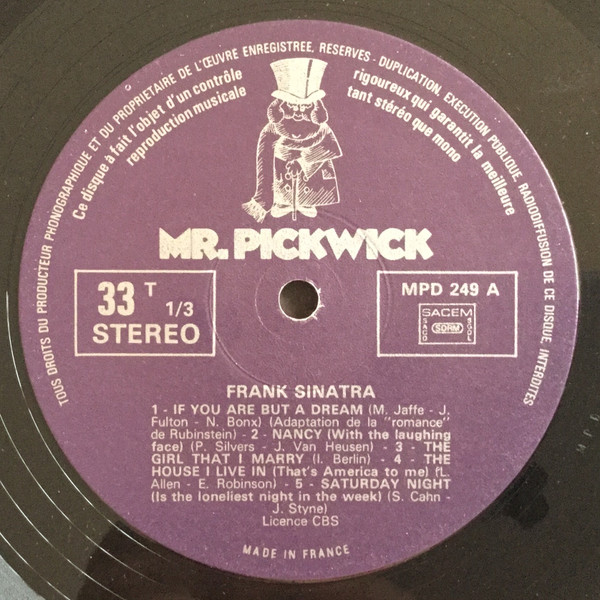 TOUS DROITS DU PRODUCTEUR PHONOGRAPHIQUE ET DU PROPRIETAIRE DE L'ŒUVRE ENREGISTREE, RESERVES - DUPLICATION, EXECUTION PUBLIQUE, RADIODIFFUSION DE CE DISQUE, INTERDITES
Ce disque à fait l'objet d'un contrôle
reproduction musicale
rigoureux qui garantit la meilleure
tant stéréo que mono
MR. PICKWICK
33 T 1/3
STEREO
MPD 249 A
SACEM
SACD SDRM SGDL
FRANK SINATRA
1 - IF YOU ARE BUT A DREAM (M. Jaffe - J.
Fulton - N. Bonx) (Adaptation de la "romance"
de Rubinstein) - 2 - NANCY (With the laughing
face) (P. Silvers - J. Van Heusen) - 3 - THE
GIRL THAT I MARRY (I. Berlin) - 4 - THE
HOUSE I LIVE IN (That's America to me) (L.
Allen - E. Robinson) - 5 - SATURDAY NIGHT
(Is the loneliest night in the week) (S. Cahn -
J. Styne)
Licence CBS
MADE IN FRANCE